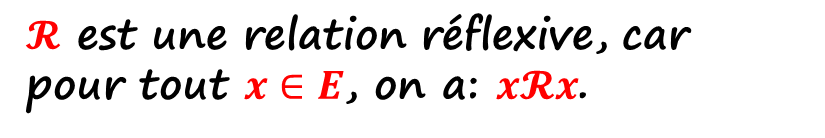 𝓡 est une relation réflexive, car
pour tout x ∈ E, on a: x𝓡x.